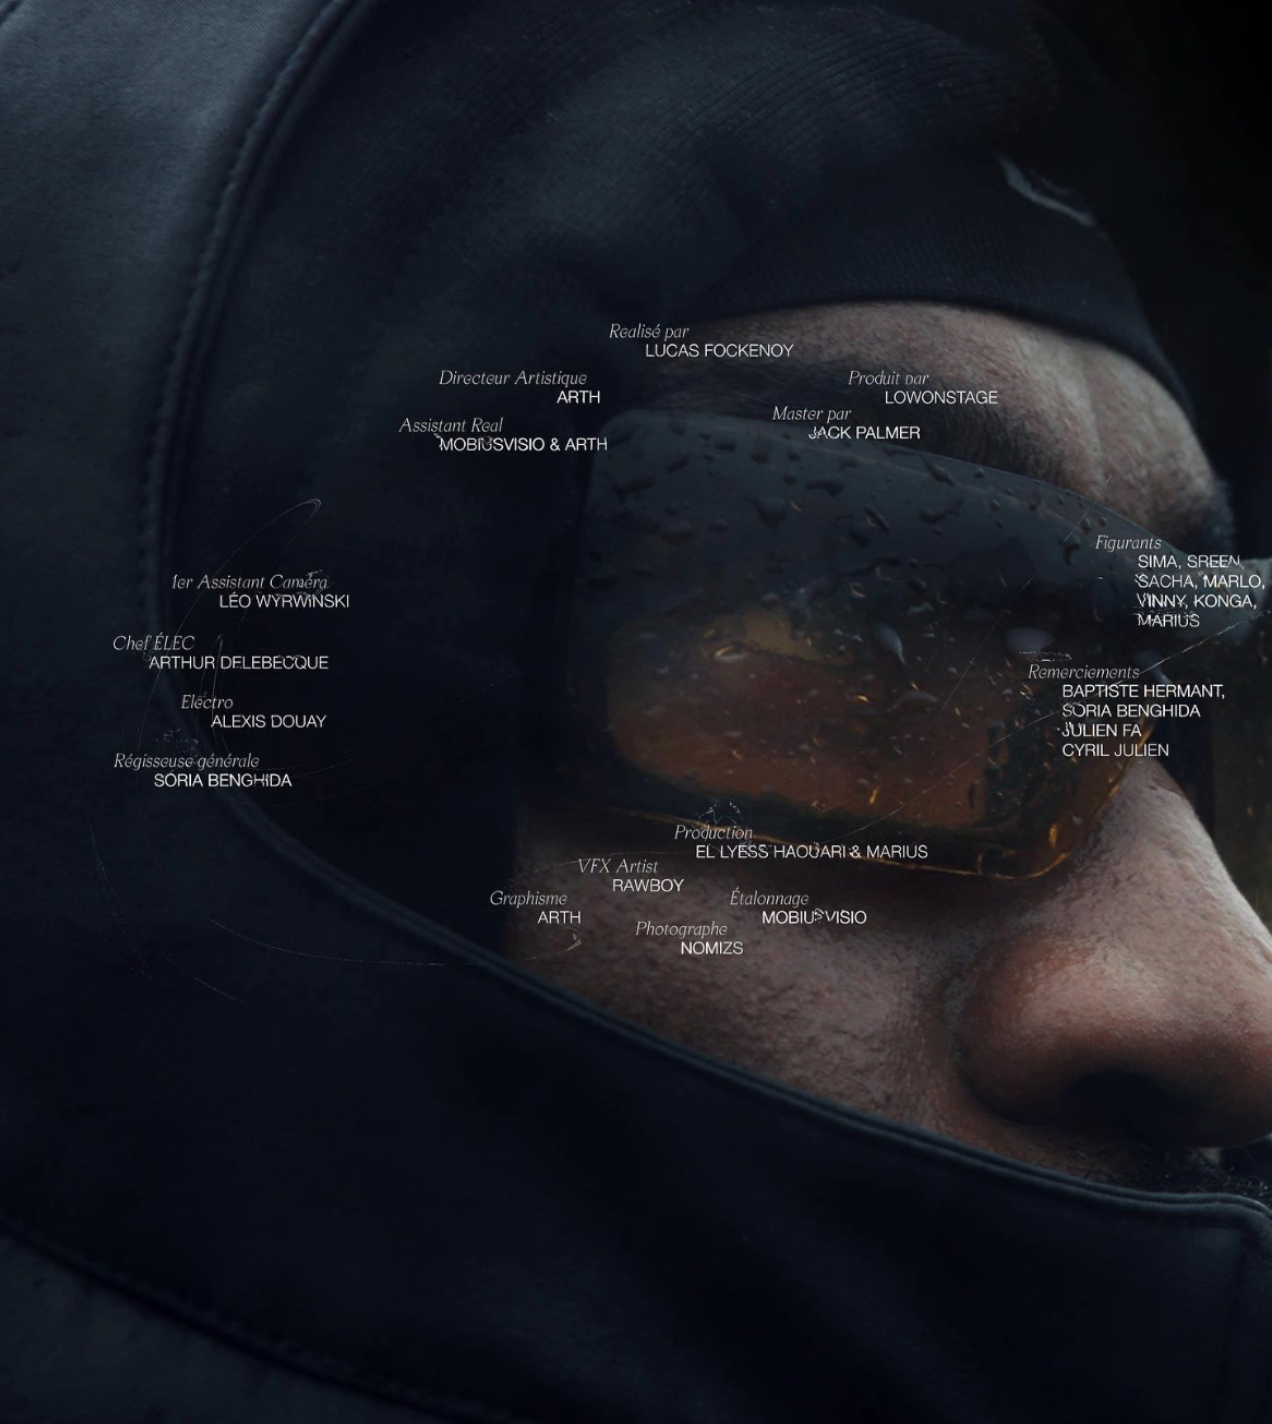 Realisé par
LUCAS FOCKENOY
Directeur Artistique
ARTH
Produit par
LOWONSTAGE
Assistant Real
MOBIUSVISIO & ARTH
Master par
JACK PALMER
1er Assistant Caméra
LÉO WYRWINSKI
Chef ÉLEC
ARTHUR DELEBECQUE
Eléctro
ALEXIS DOUAY
Régisseuse générale
SORIA BENGHIDA
Figurants
SIMA, SREEN,
SACHA, MARLO,
VINNY, KONGA,
MARIUS
Remerciements
BAPTISTE HERMANT,
SORIA BENGHIDA
JULIEN FA
CYRIL JULIEN
Production
EL LYESS HAOUARI & MARIUS
VFX Artist
RAWBOY
Graphisme
ARTH
Étalonnage
MOBIUSVISIO
Photographe
NOMIZS